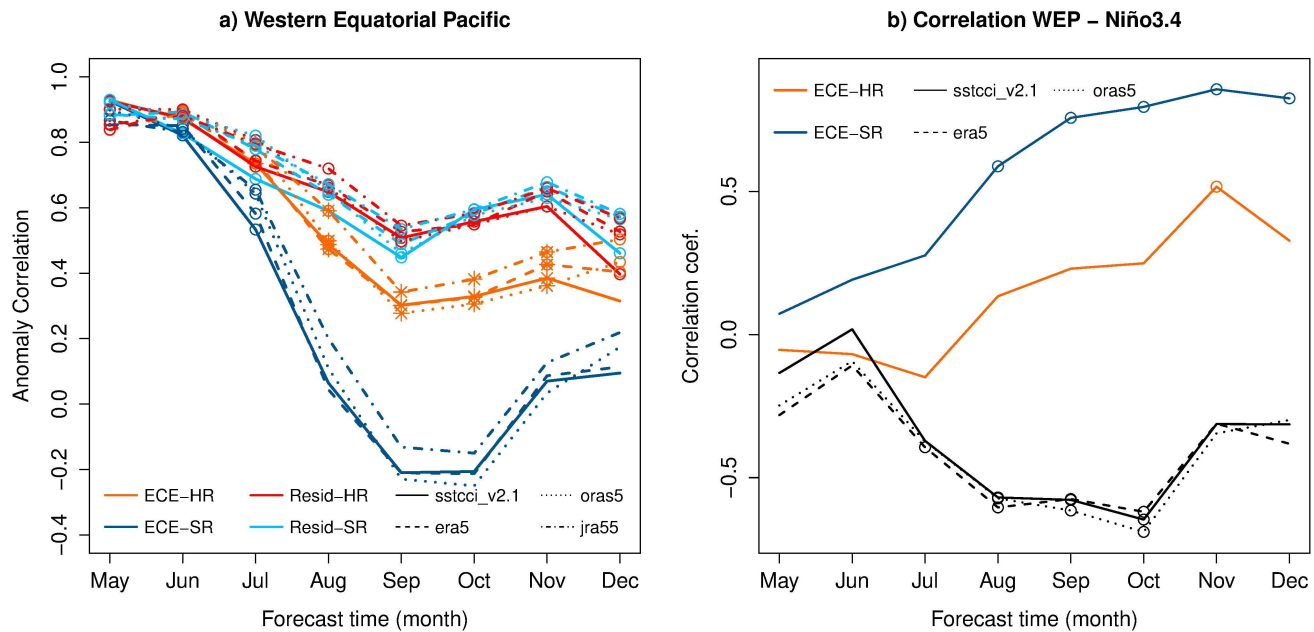 a) Western Equatorial Pacific
Anomaly Correlation
1.0
0.8
0.6
0.4
0.2
0.0
−0.2
−0.4
ECE−HR Resid−HR sstcci_v2.1 oras5
ECE−SR Resid−SR era5 jra55
May Jun Jul Aug Sep Oct Nov Dec
Forecast time (month)
b) Correlation WEP − Niño3.4
Correlation coef.
ECE−HR sstcci_v2.1 oras5
ECE−SR era5
0.5
0.0
−0.5
May Jun Jul Aug Sep Oct Nov Dec
Forecast time (month)